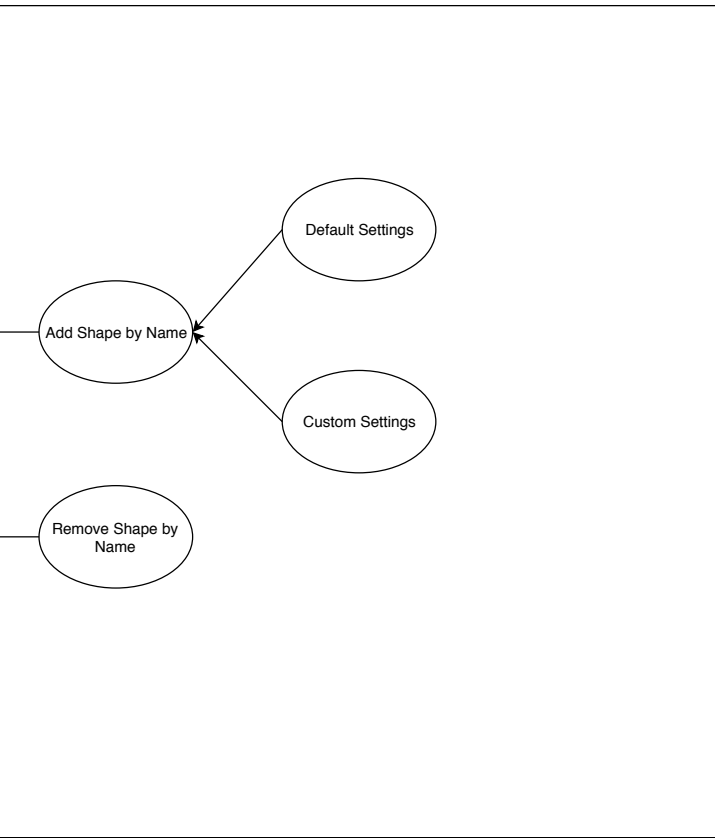 Default Settings
Add Shape by Name
Custom Settings
Remove Shape by
Name